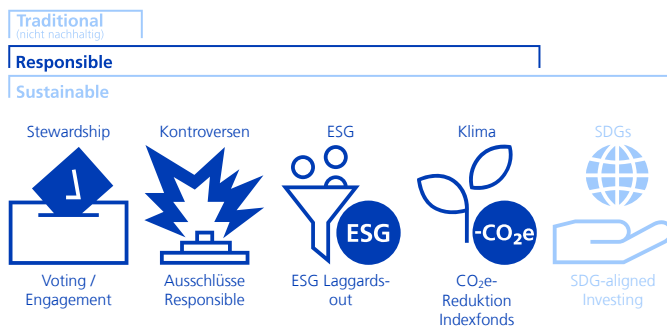 Traditional
(nicht nachhaltig)
Responsible
Sustainable
Stewardship
Kontroversen
ESG
Klima
SDGs
ESG
-CO₂e
Voting /
Engagement
Ausschlüsse
Responsible
ESG Laggards-
out
CO₂e-
Reduktion
Indexfonds
SDG-aligned
Investing